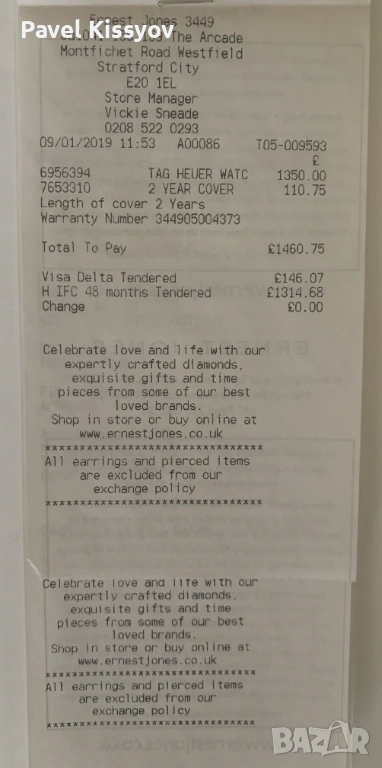 Pavel Kissyov
Ernest Jones 3449
The Arcade
Montfichet Road Westfield
Stratford City
E20 1EL
Store Manager
Vickie Sneade
0208 522 0293
09/01/2019 11:53 A00086 T05-009593
£
6956394 TAG HEUER WATC 1350.00
7653310 2 YEAR COVER 110.75
Length of cover 2 Years
Warranty Number 344905004373
Total To Pay £1460.75
Visa Delta Tendered £146.07
H IFC 48 months Tendered £1314.68
Change £0.00
Celebrate love and life with our
expertly crafted diamonds,
exquisite gifts and time
pieces from some of our best
loved brands.
Shop in store or buy online at
www.ernestjones.co.uk
********************************
All earrings and pierced items
are excluded from our
exchange policy
********************************
Celebrate love and life with our
expertly crafted diamonds,
exquisite gifts and time
pieces from some of our best
loved brands.
Shop in store or buy online at
www.ernestjones.co.uk
********************************
All earrings and pierced items
are excluded from our
exchange policy
********************************
bazar